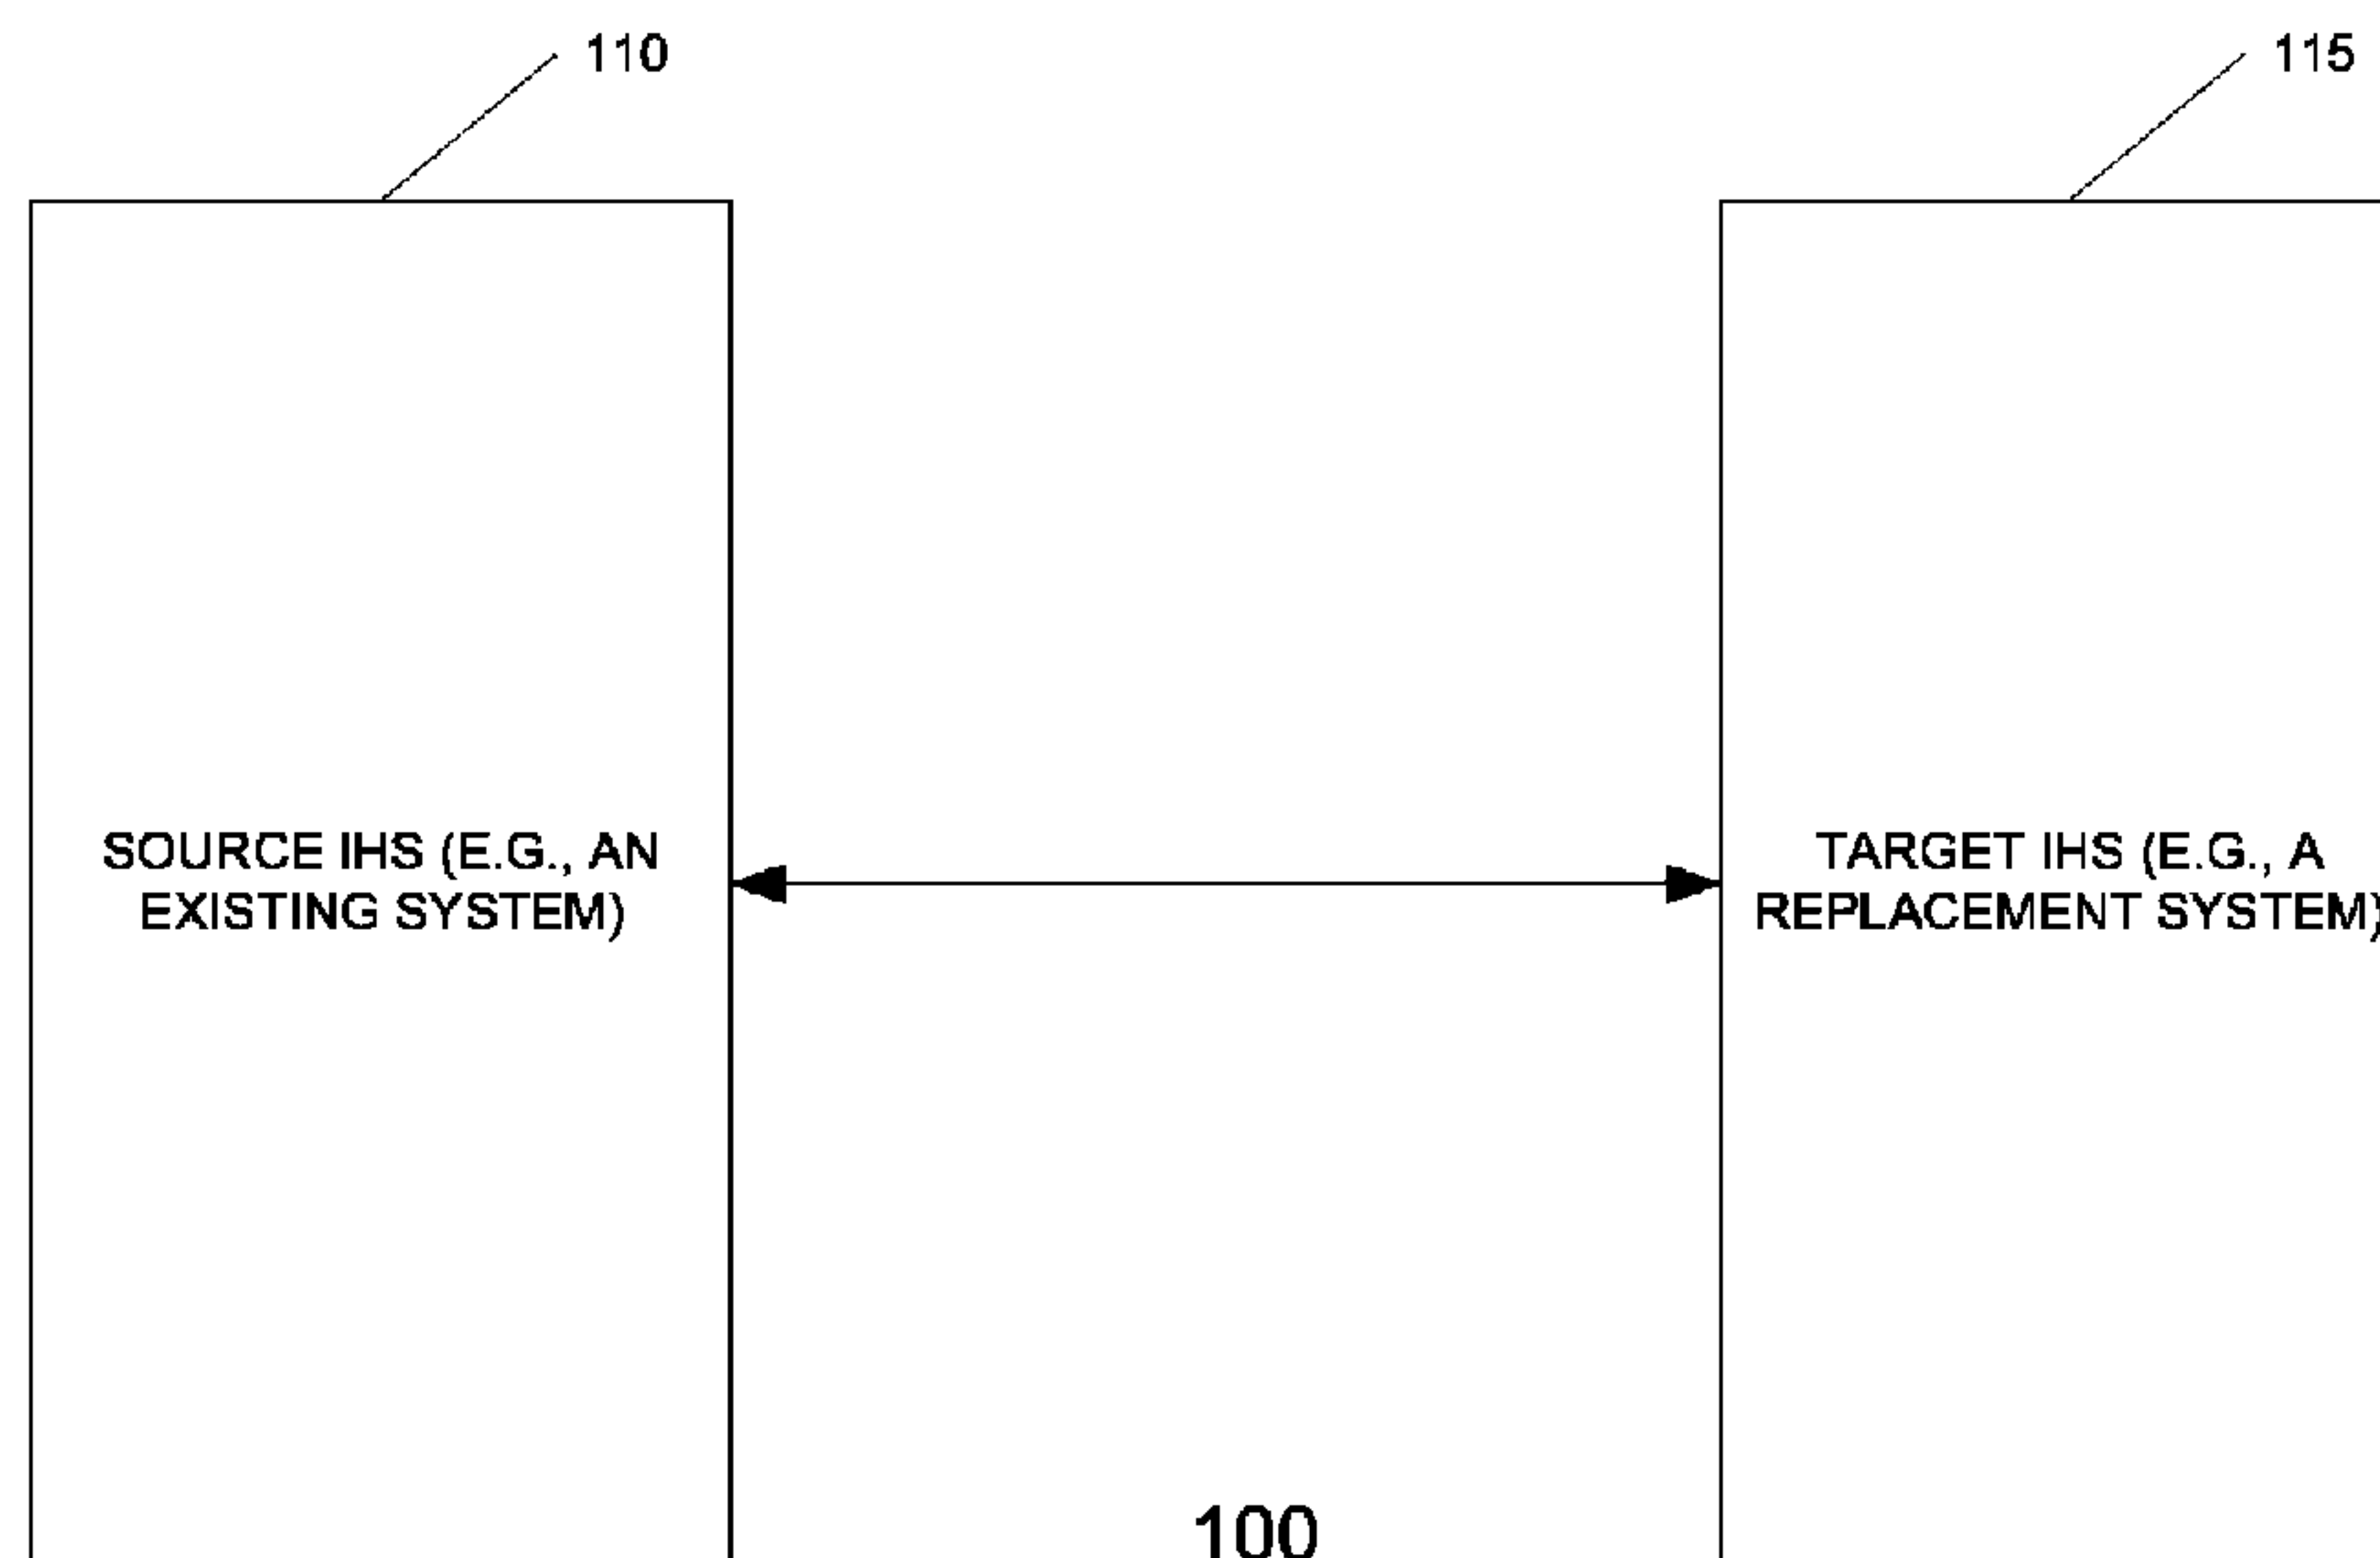 110
115
SOURCE IHS (E.G., AN
EXISTING SYSTEM)
TARGET IHS (E.G., A
REPLACEMENT SYSTEM)
100